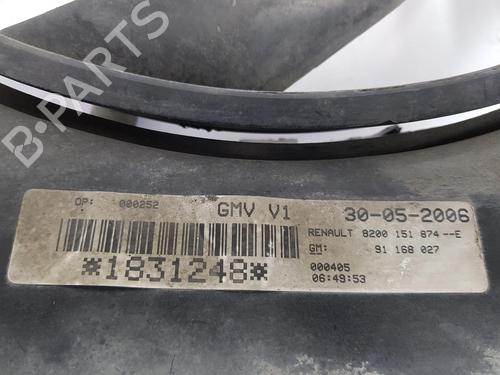 B-PARTS
OP: 000252 GMV V1 30-05-2006
RENAULT 8200 151 874--E
GM: 91 168 027
*1831248*
000405
06:49:53